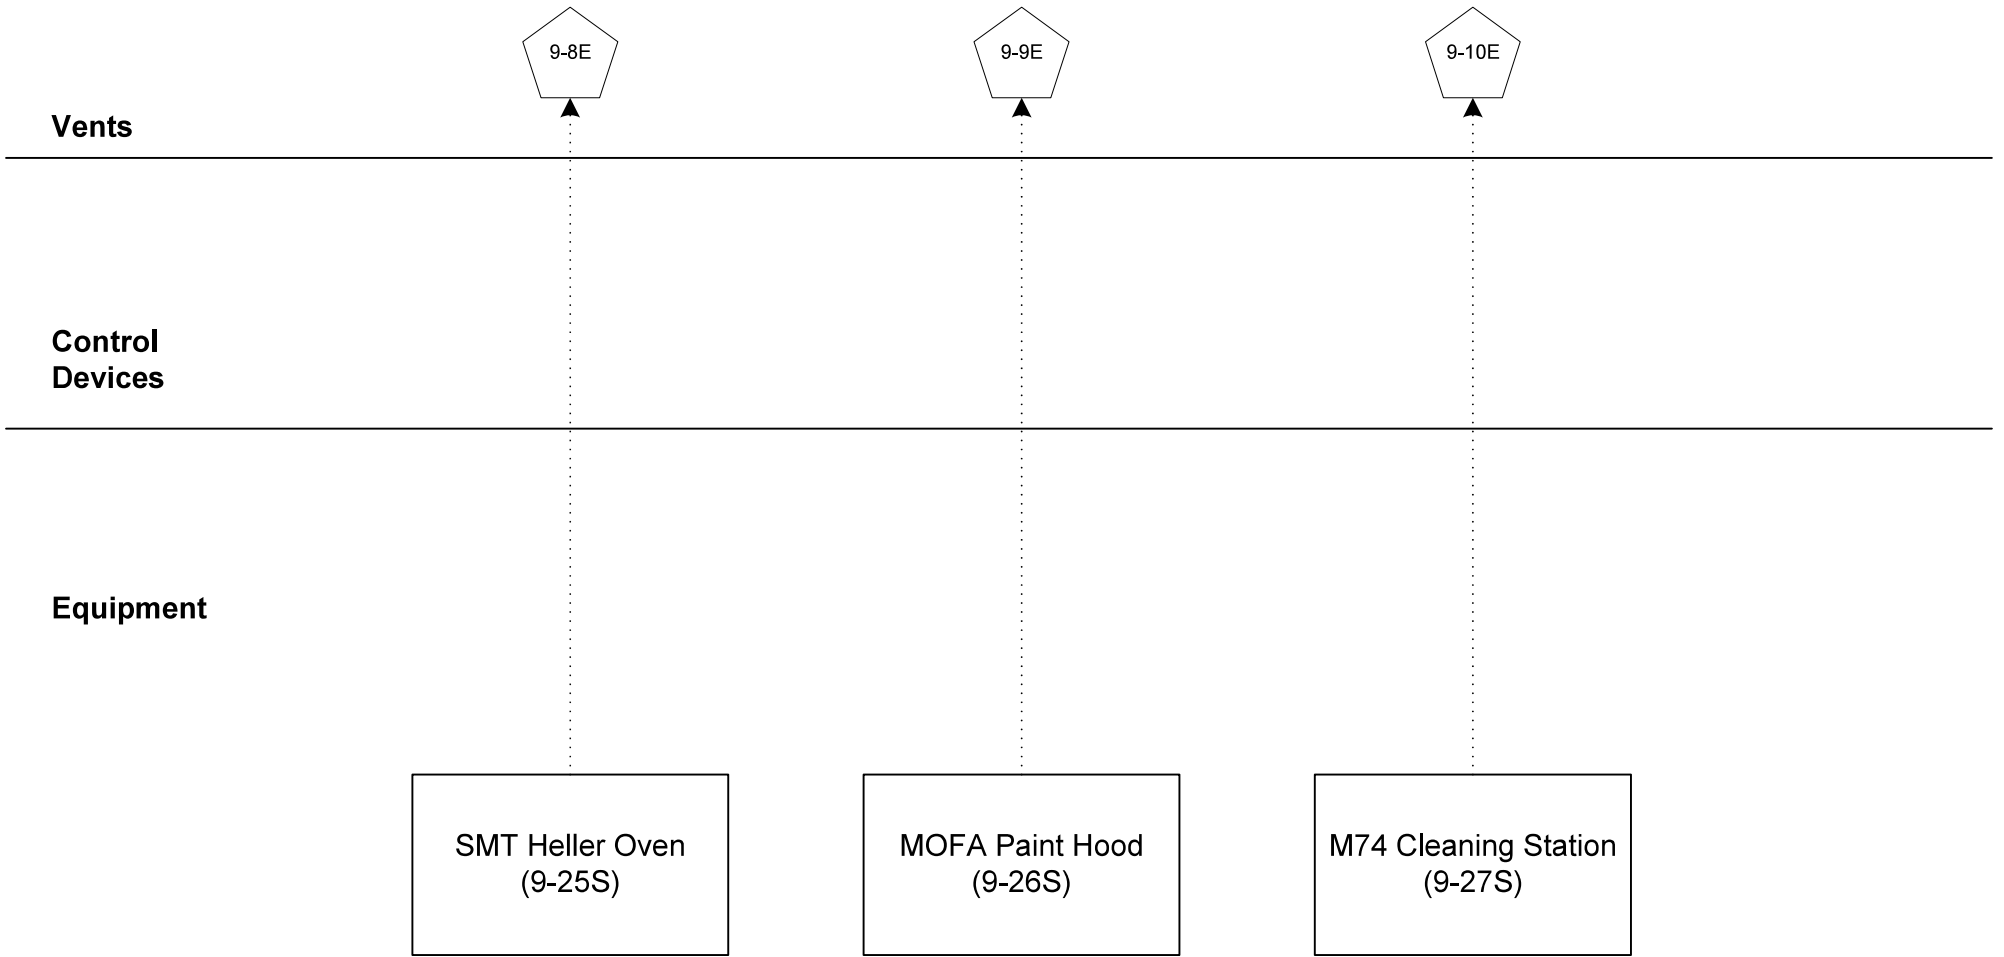 9-8E
9-9E
9-10E
Vents
Control
Devices
Equipment
SMT Heller Oven
(9-25S)
MOFA Paint Hood
(9-26S)
M74 Cleaning Station
(9-27S)